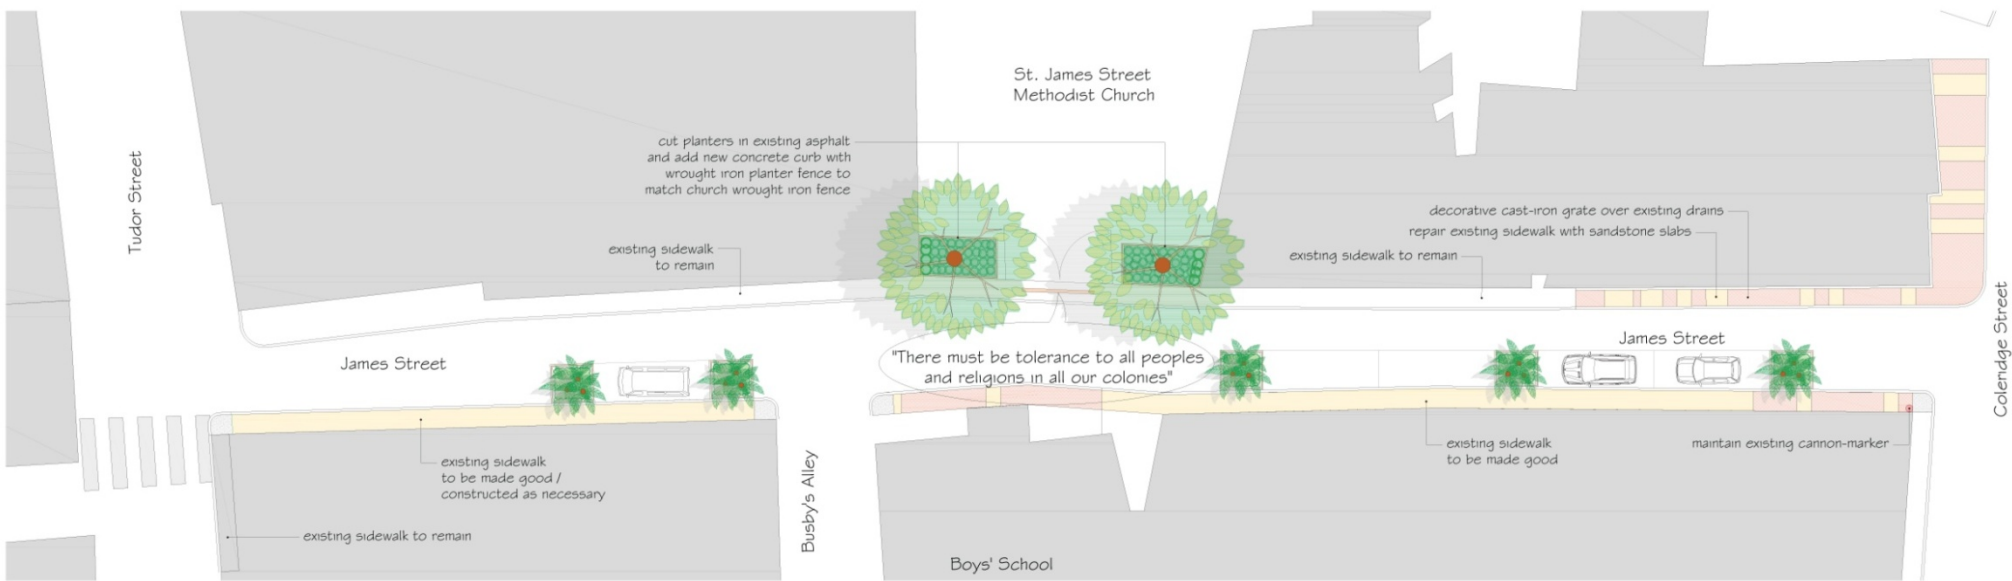 St. James Street
Methodist Church
cut planters in existing asphalt
and add new concrete curb with
wrought iron planter fence to
match church wrought iron fence
Tudor Street
existing sidewalk
to remain
decorative cast-iron grate over existing drains
repair existing sidewalk with sandstone slabs
existing sidewalk to remain
Coleridge Street
James Street
James Street
"There must be tolerance to all peoples
and religions in all our colonies"
existing sidewalk
to be made good /
constructed as necessary
existing sidewalk
to be made good
maintain existing cannon-marker
Busby's Alley
existing sidewalk to remain
Boys' School